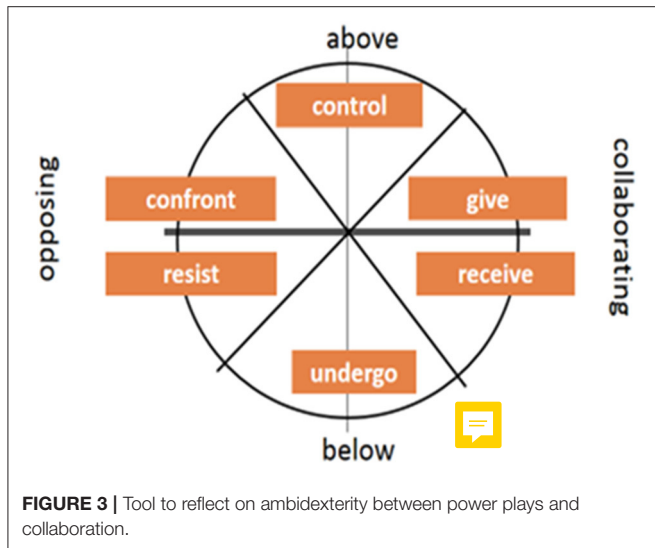 above
control
opposing
collaborating
confront
give
resist
receive
undergo
below
FIGURE 3 | Tool to reflect on ambidexterity between power plays and
collaboration.